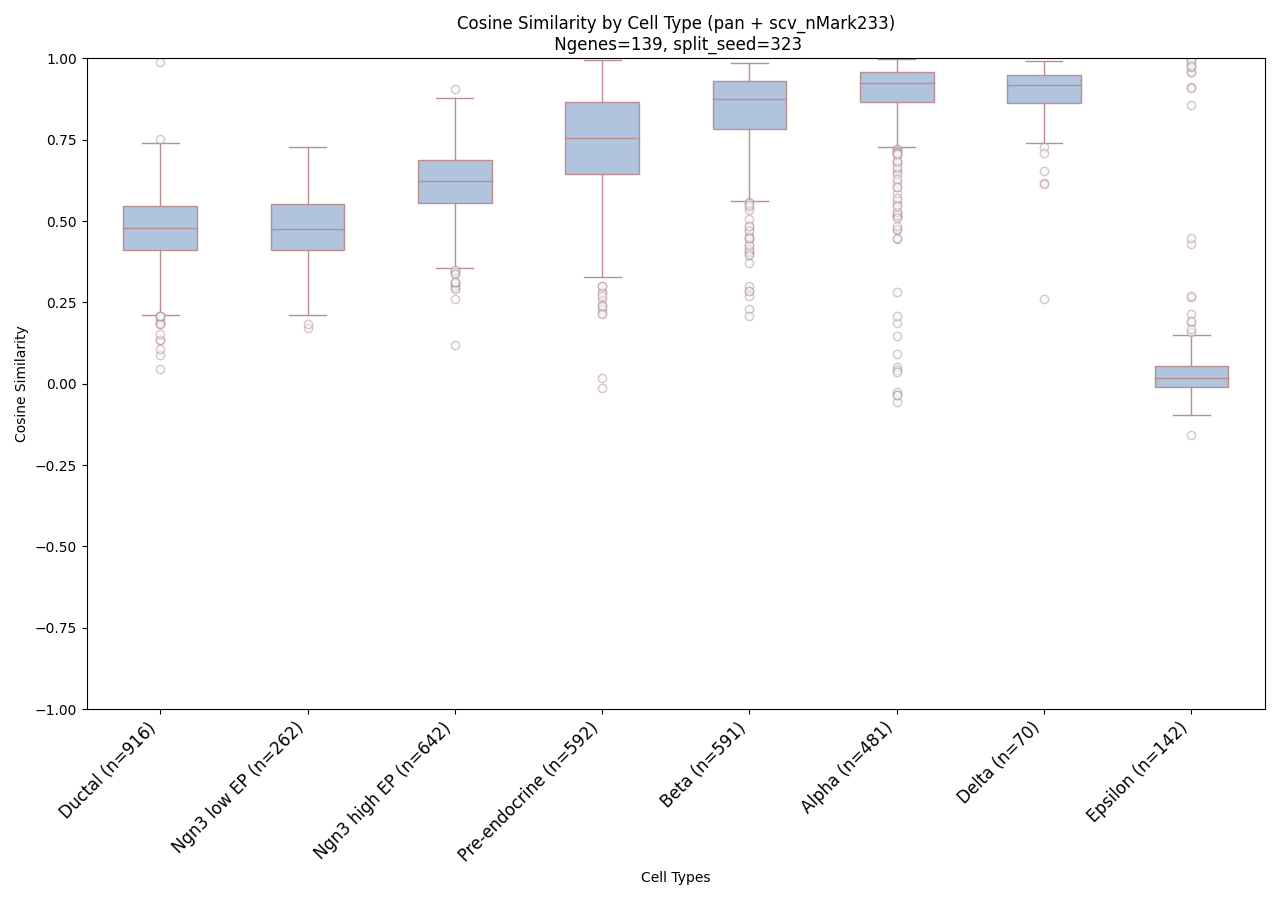 Cosine Similarity by Cell Type (pan + scv_nMark233)
Ngenes=139, split_seed=323
1.00
0.75
0.50
0.25
0.00
−0.25
−0.50
−0.75
−1.00
Cosine Similarity
Ductal (n=916)
Ngn3 low EP (n=262)
Ngn3 high EP (n=642)
Pre-endocrine (n=592)
Beta (n=591)
Alpha (n=481)
Delta (n=70)
Epsilon (n=142)
Cell Types